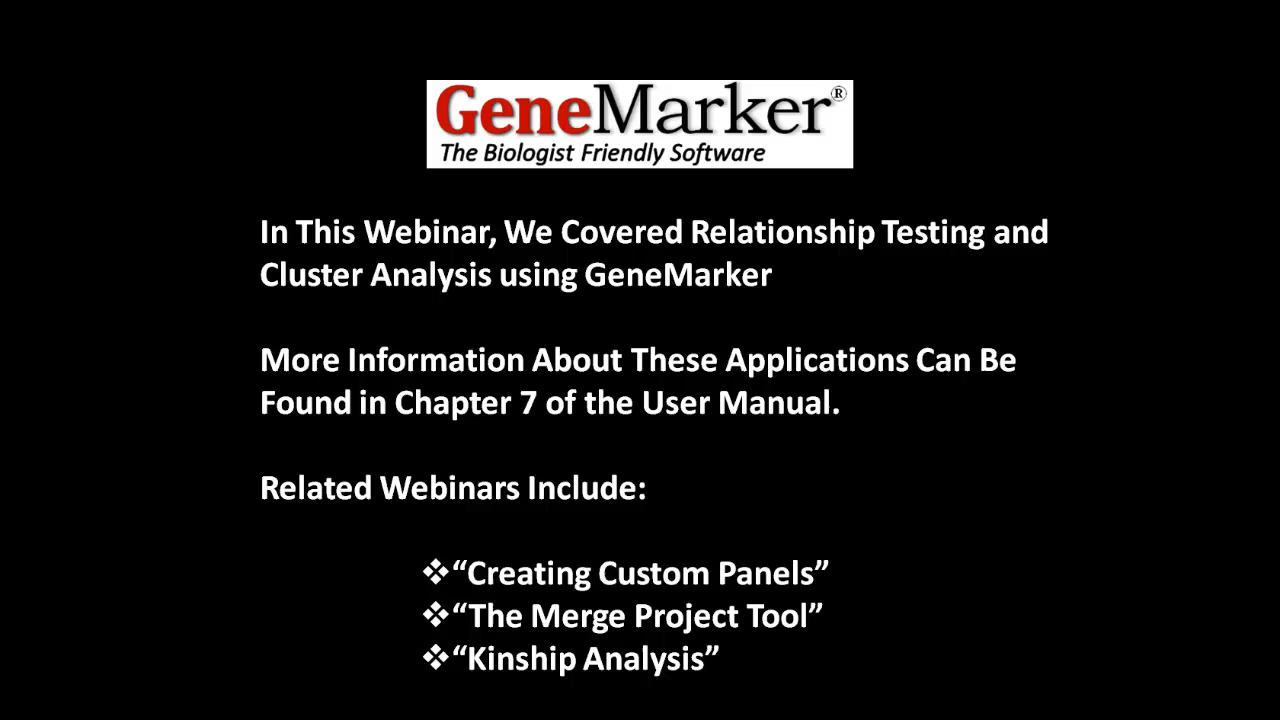 GeneMarker®
The Biologist Friendly Software
In This Webinar, We Covered Relationship Testing and
Cluster Analysis using GeneMarker
More Information About These Applications Can Be
Found in Chapter 7 of the User Manual.
Related Webinars Include:
❖“Creating Custom Panels”
❖“The Merge Project Tool”
❖“Kinship Analysis”